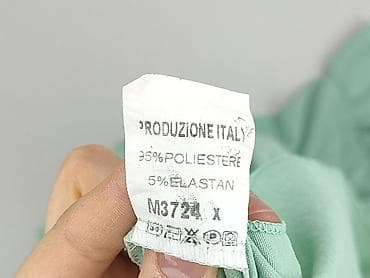 PRODUZIONE ITALY
95%POLIESTERE
5%ELASTAN
M3724 X